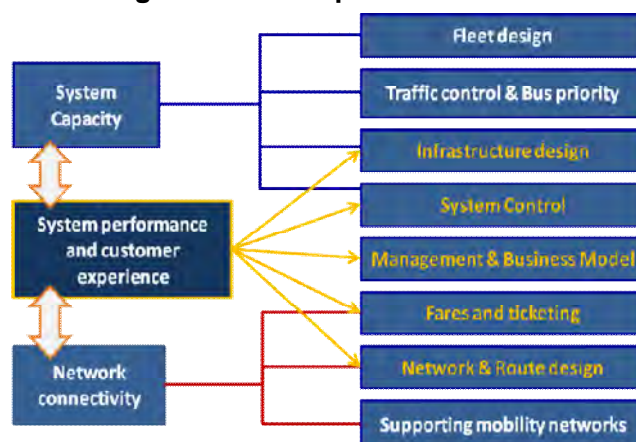 Fleet design
System
Capacity
Traffic control & Bus priority
Infrastructure design
System Control
System performance
and customer
experience
Management & Business Model
Fares and ticketing
Network
connectivity
Network & Route design
Supporting mobility networks